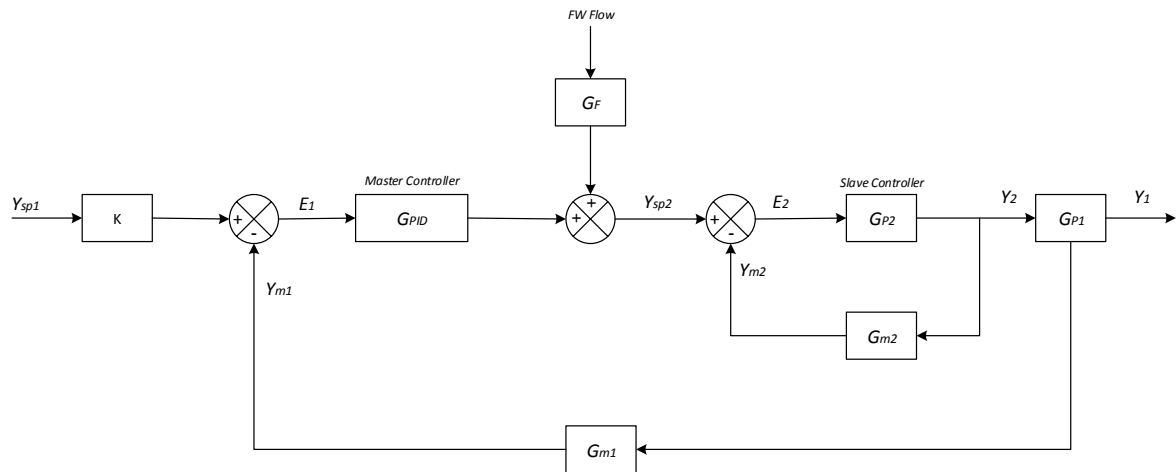 FW Flow
GF
Master Controller
Slave Controller
Ysp1
K
+
-
E1
GPID
+
+
Ysp2
+
-
E2
GP2
Y2
GP1
Y1
Ym1
Ym2
Gm2
Gm1